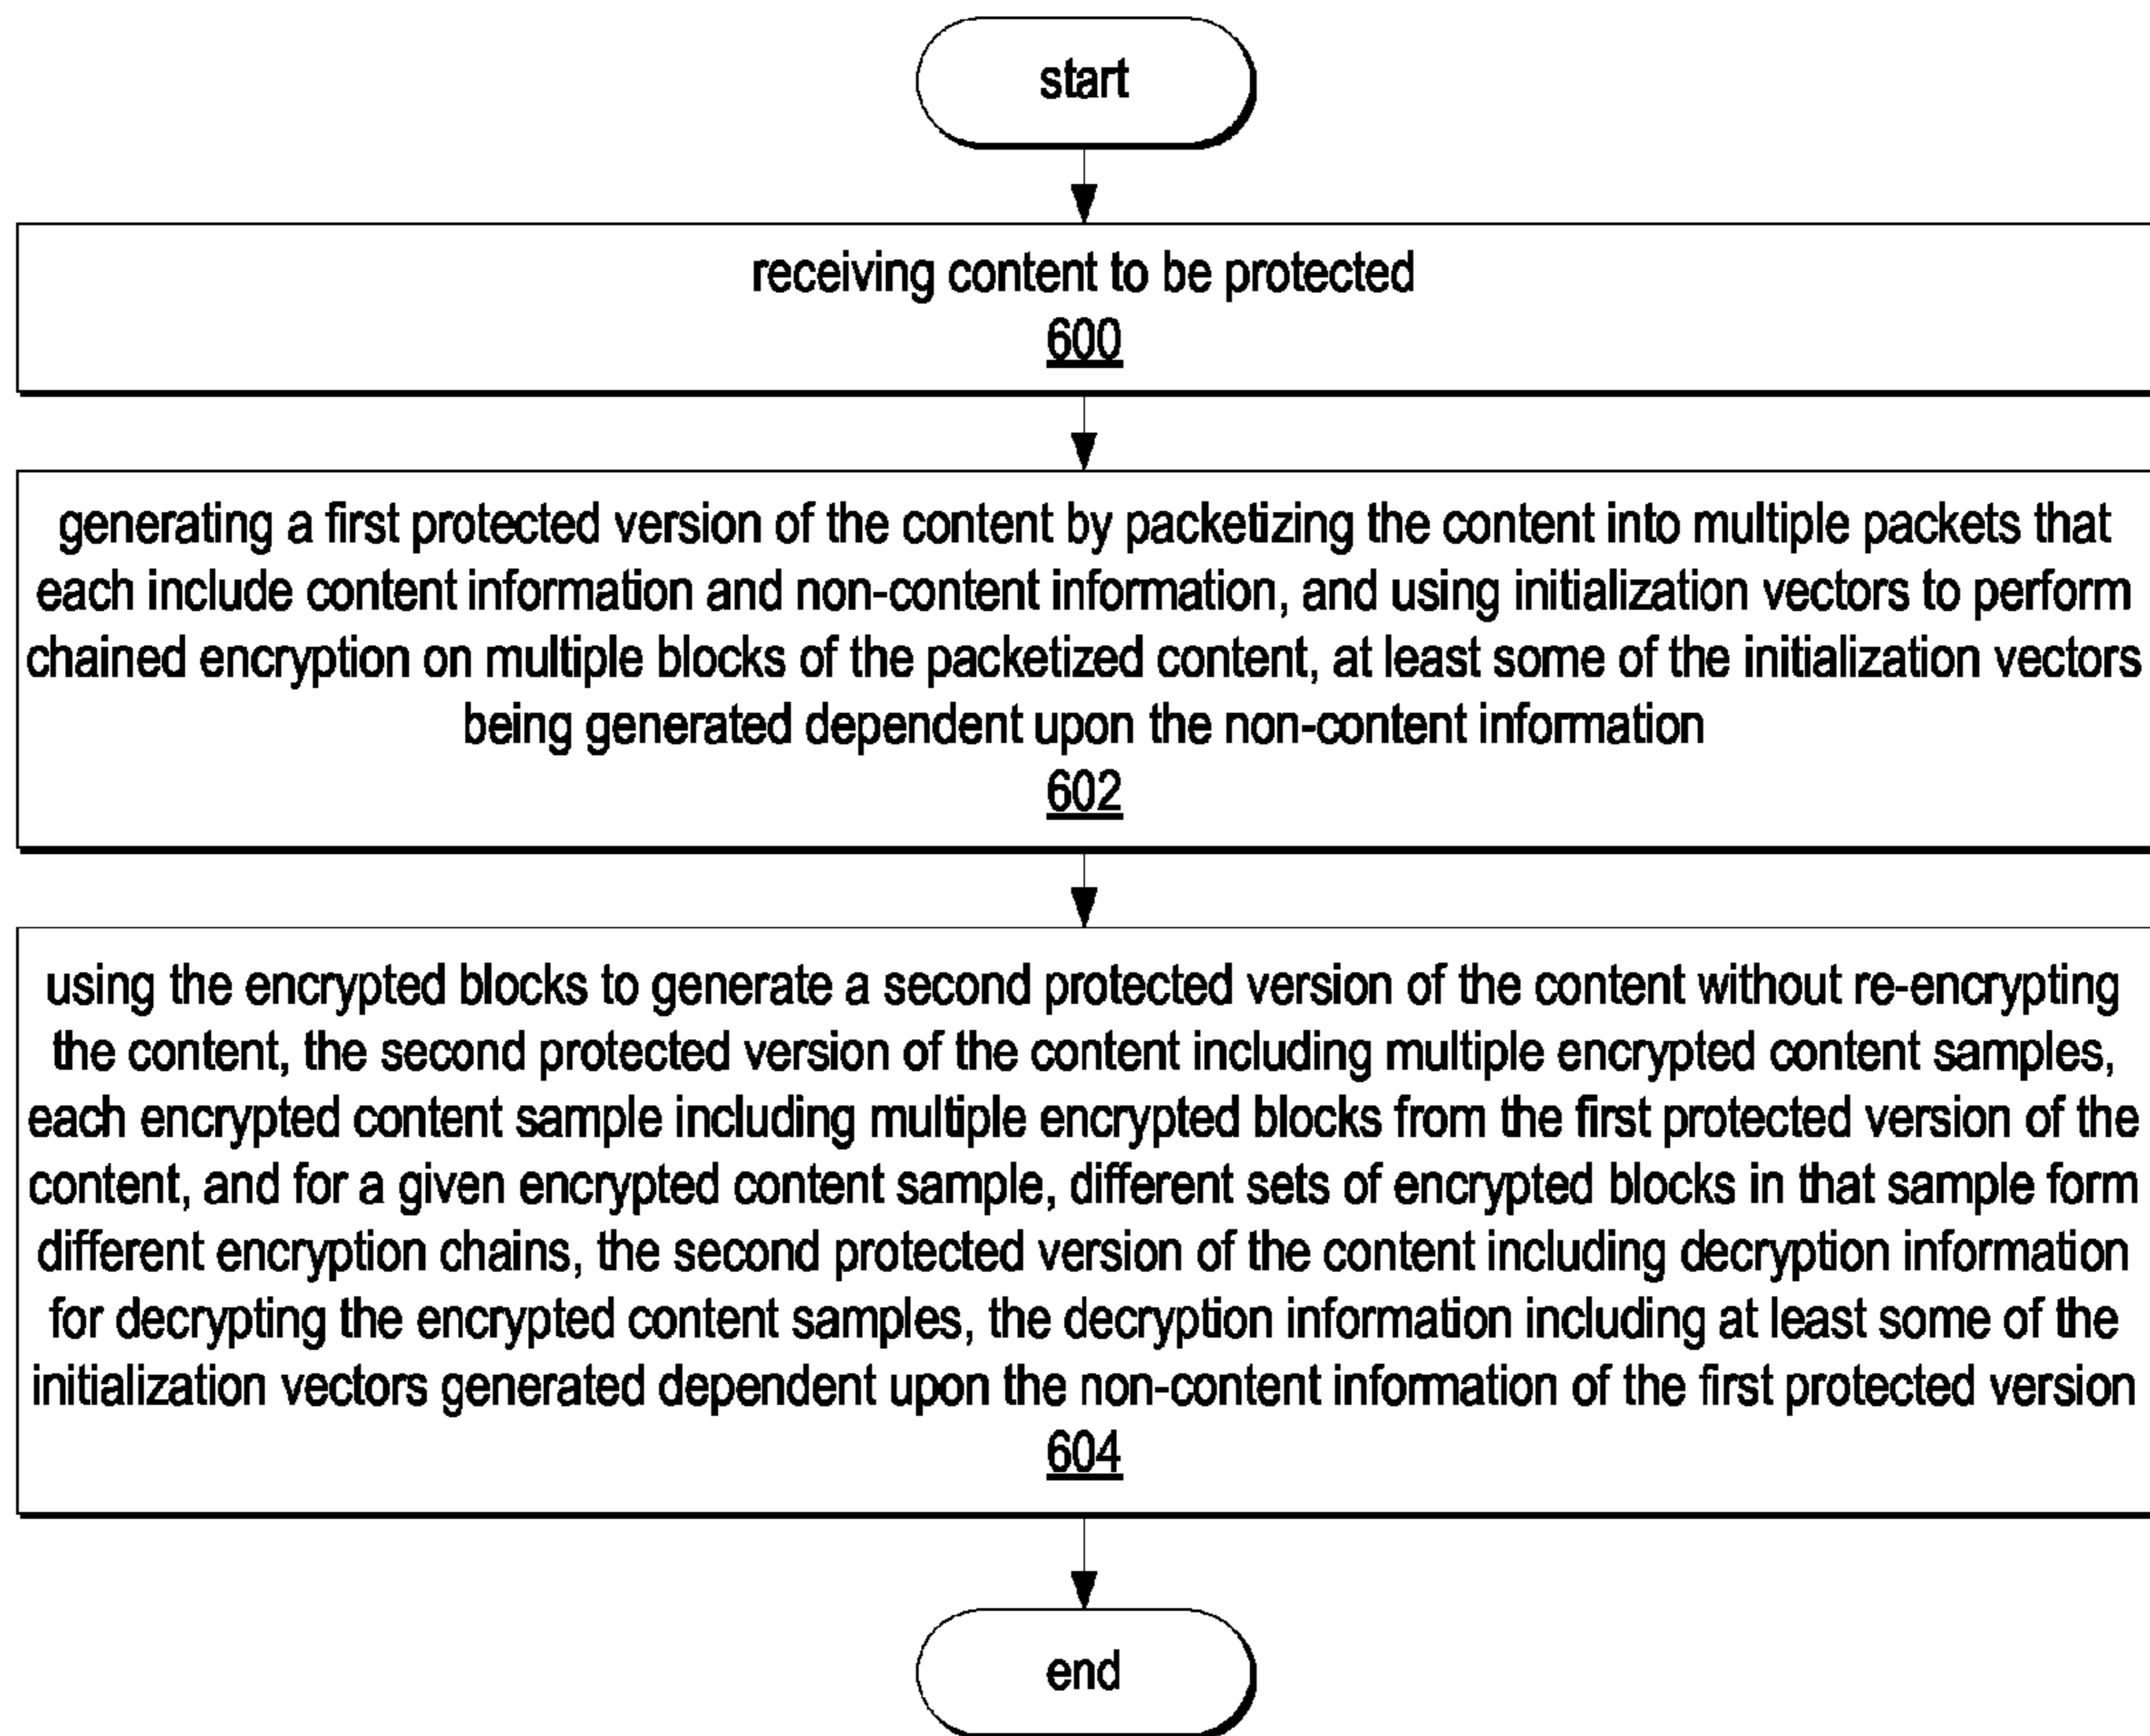 start
receiving content to be protected
600
generating a first protected version of the content by packetizing the content into multiple packets that
each include content information and non-content information, and using initialization vectors to perform
chained encryption on multiple blocks of the packetized content, at least some of the initialization vectors
being generated dependent upon the non-content information
602
using the encrypted blocks to generate a second protected version of the content without re-encrypting
the content, the second protected version of the content including multiple encrypted content samples,
each encrypted content sample including multiple encrypted blocks from the first protected version of the
content, and for a given encrypted content sample, different sets of encrypted blocks in that sample form
different encryption chains, the second protected version of the content including decryption information
for decrypting the encrypted content samples, the decryption information including at least some of the
initialization vectors generated dependent upon the non-content information of the first protected version
604
end